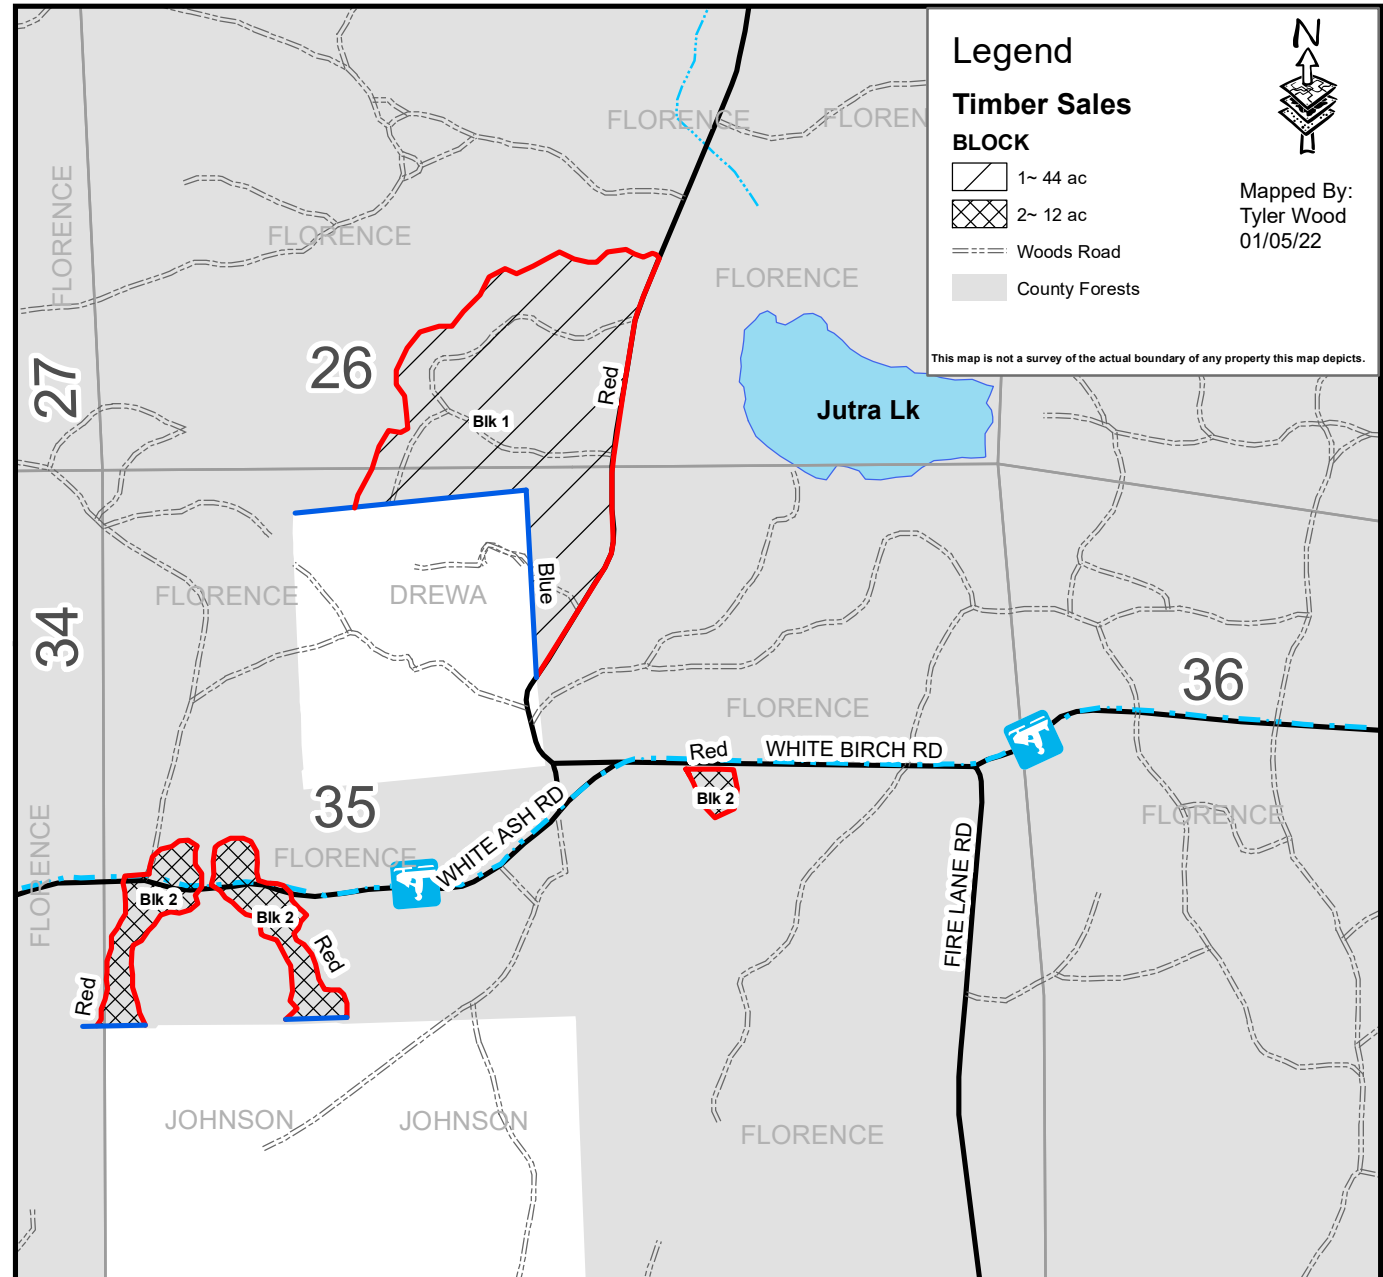 Legend
N
Timber Sales
BLOCK
1~ 44 ac
2~ 12 ac
Woods Road
County Forests
Mapped By:
Tyler Wood
01/05/22
This map is not a survey of the actual boundary of any property this map depicts.
FLORENCE
FLOREN
FLORENCE
FLORENCE
FLORENCE
26
27
Red
Blk 1
Jutra Lk
Blue
FLORENCE
DREWA
34
36
FLORENCE
Red
WHITE BIRCH RD
Blk 2
35
WHITE ASH RD
FLORENCE
FLORENCE
FLORENCE
FIRE LANE RD
Blk 2
Blk 2
Red
Red
JOHNSON
JOHNSON
FLORENCE